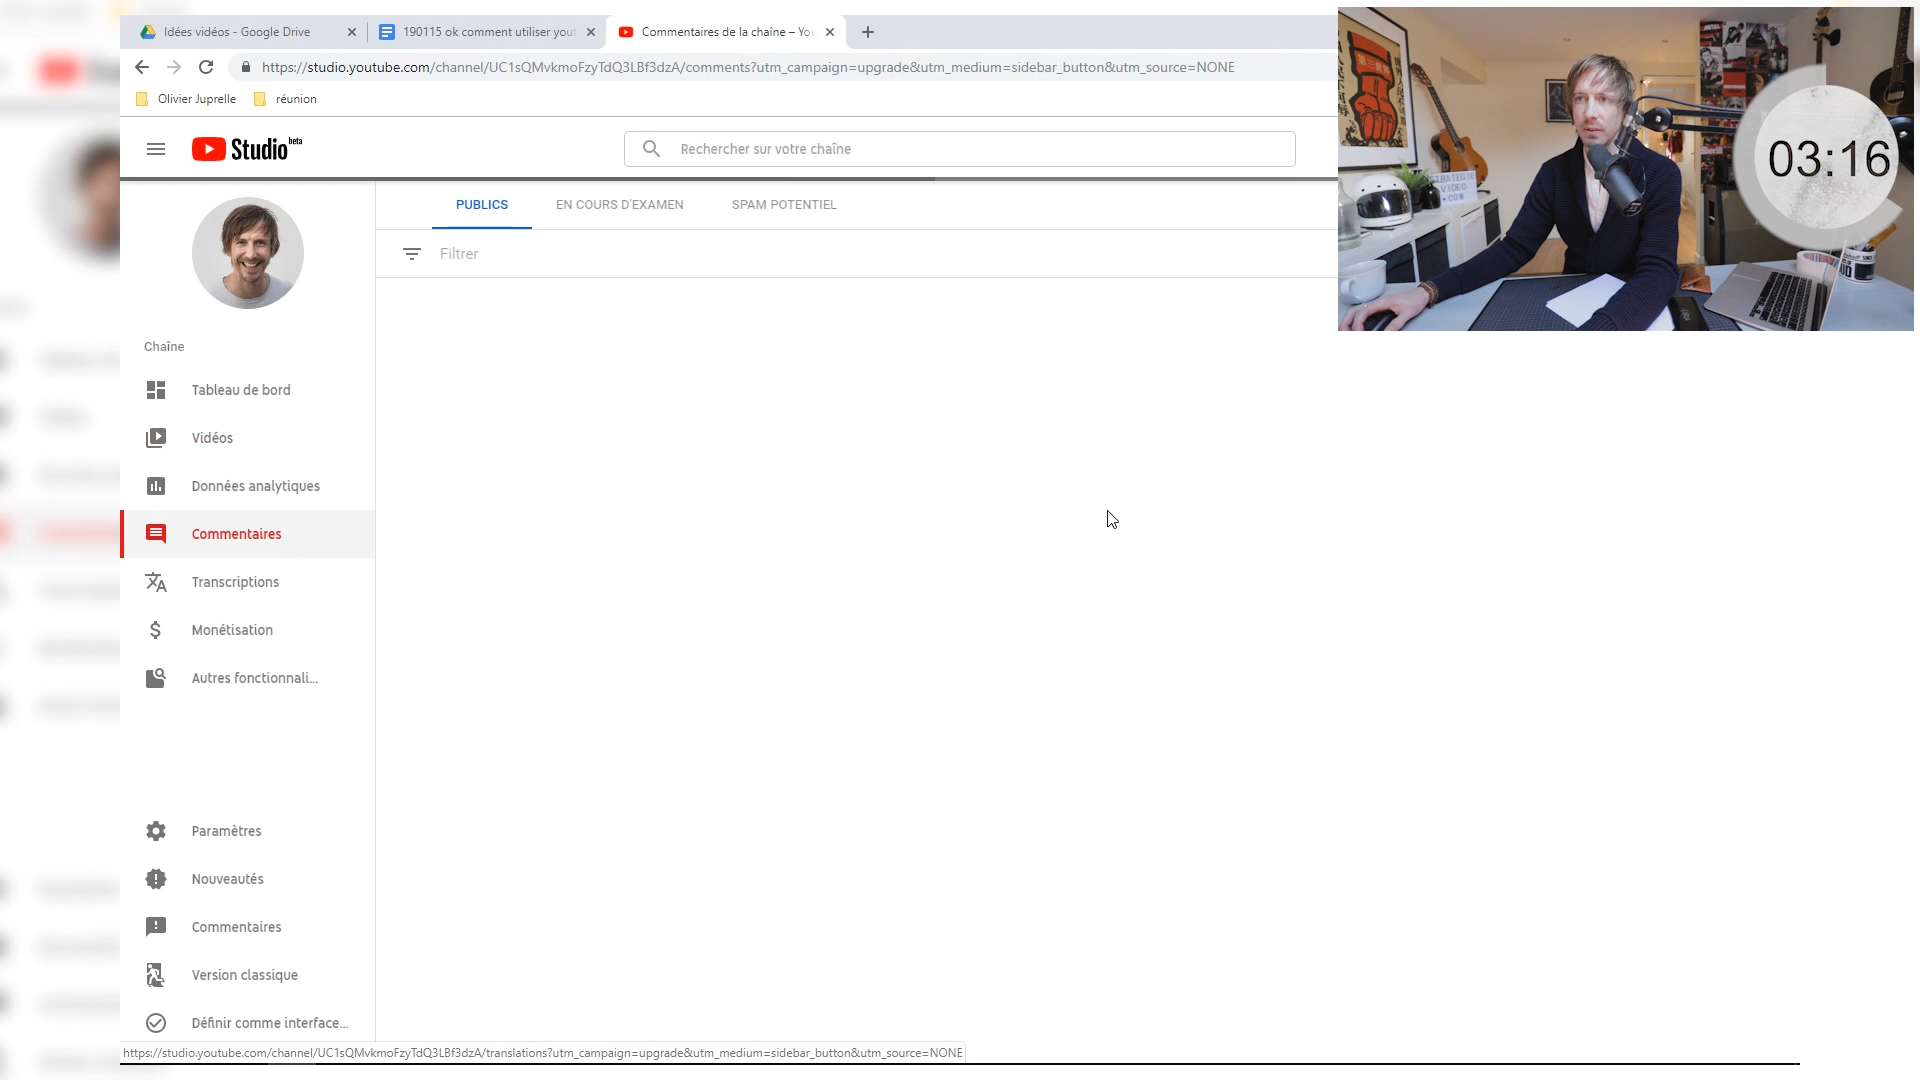 Idées vidéos - Google Drive
190115 ok comment utiliser yout
Commentaires de la chaîne – You
https://studio.youtube.com/channel/UC1sQMvkmoFzyTdQ3LBf3dzA/comments?utm_campaign=upgrade&utm_medium=sidebar_button&utm_source=NONE
Olivier Juprelle
réunion
Studio beta
Rechercher sur votre chaîne
03:16
STRATEGIE
VIDEO
.COM
PUBLICS
EN COURS D'EXAMEN
SPAM POTENTIEL
Filtrer
Chaîne
Tableau de bord
Vidéos
Données analytiques
Commentaires
Transcriptions
Monétisation
Autres fonctionnali...
Paramètres
Nouveautés
Commentaires
Version classique
Définir comme interface...
https://studio.youtube.com/channel/UC1sQMvkmoFzyTdQ3LBf3dzA/translations?utm_campaign=upgrade&utm_medium=sidebar_button&utm_source=NONE